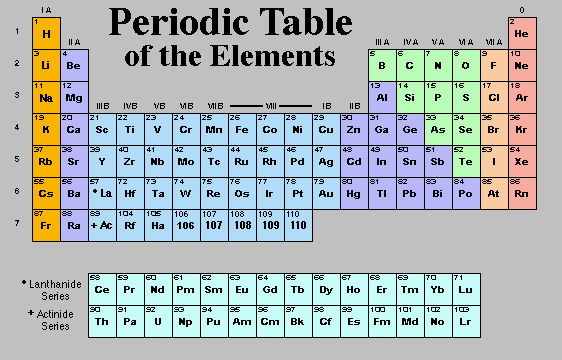 Periodic Table
of the Elements
I A 0
1 1 H 2 He
II A III A IV A V A VI A VII A
2 3 Li 4 Be 5 B 6 C 7 N 8 O 9 F 10 Ne
3 11 Na 12 Mg 13 Al 14 Si 15 P 16 S 17 Cl 18 Ar
III B IVB VB VI B VII B VIII IB IIB
4 19 K 20 Ca 21 Sc 22 Ti 23 V 24 Cr 25 Mn 26 Fe 27 Co 28 Ni 29 Cu 30 Zn 31 Ga 32 Ge 33 As 34 Se 35 Br 36 Kr
5 37 Rb 38 Sr 39 Y 40 Zr 41 Nb 42 Mo 43 Tc 44 Ru 45 Rh 46 Pd 47 Ag 48 Cd 49 In 50 Sn 51 Sb 52 Te 53 I 54 Xe
6 55 Cs 56 Ba 57 * La 72 Hf 73 Ta 74 W 75 Re 76 Os 77 Ir 78 Pt 79 Au 80 Hg 81 Tl 82 Pb 83 Bi 84 Po 85 At 86 Rn
7 87 Fr 88 Ra 89 + Ac 104 Rf 105 Ha 106 106 107 107 108 108 109 109 110 110
* Lanthanide
Series
58 Ce 59 Pr 60 Nd 61 Pm 62 Sm 63 Eu 64 Gd 65 Tb 66 Dy 67 Ho 68 Er 69 Tm 70 Yb 71 Lu
+ Actinide
Series
90 Th 91 Pa 92 U 93 Np 94 Pu 95 Am 96 Cm 97 Bk 98 Cf 99 Es 100 Fm 101 Md 102 No 103 Lr